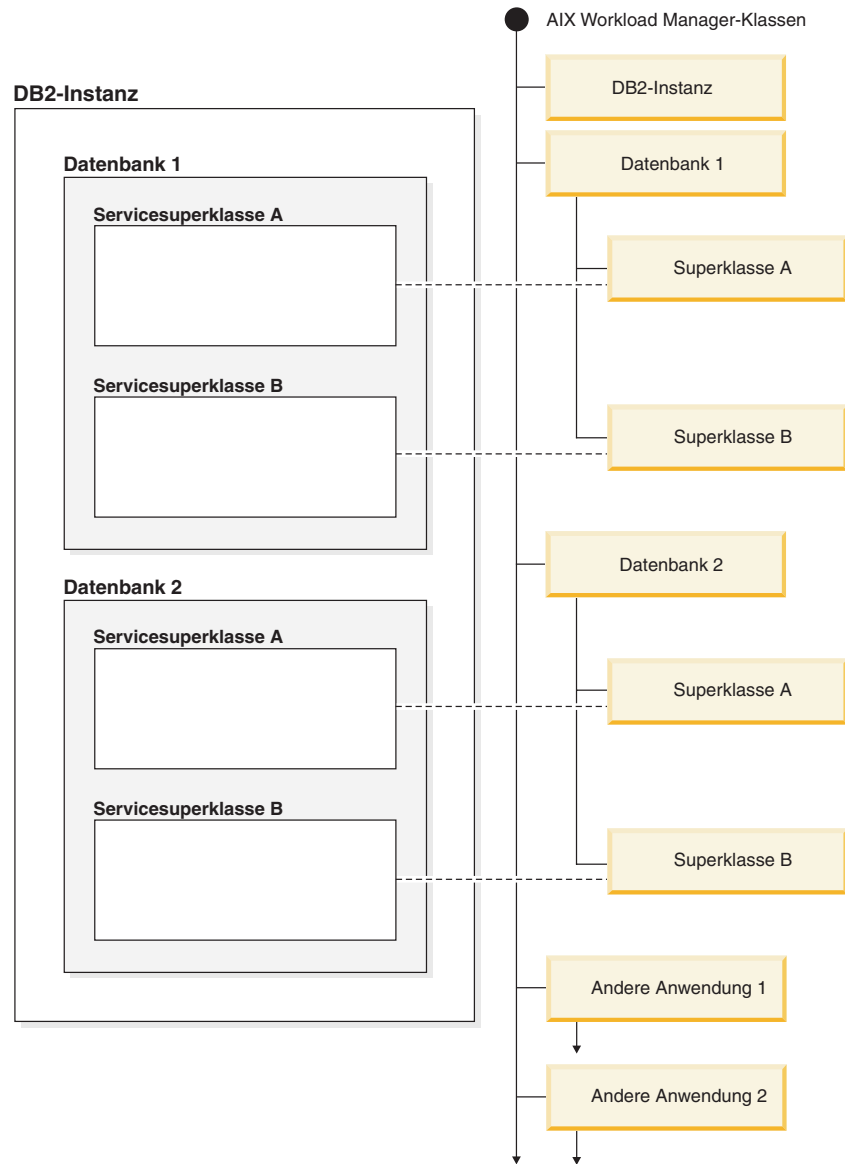 AIX Workload Manager-Klassen
DB2-Instanz
Datenbank 1
Servicesuperklasse A
Servicesuperklasse B
Datenbank 2
Servicesuperklasse A
Servicesuperklasse B
DB2-Instanz
Datenbank 1
Superklasse A
Superklasse B
Datenbank 2
Superklasse A
Superklasse B
Andere Anwendung 1
Andere Anwendung 2